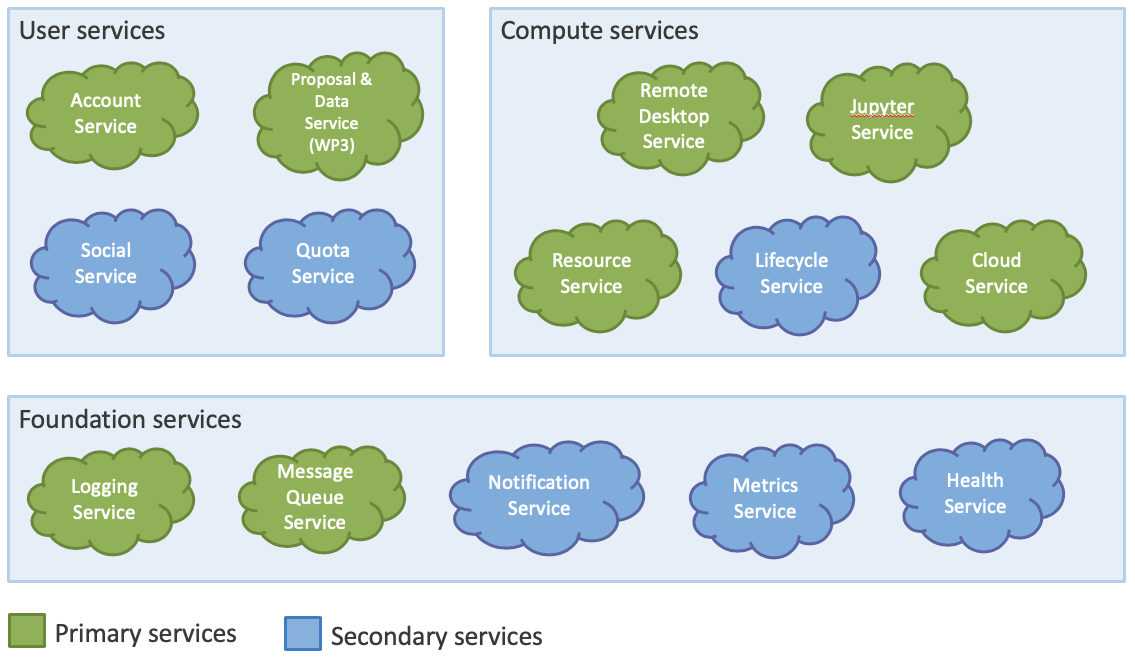 User services
Account
Service
Proposal &
Data
Service
(WP3)
Social
Service
Quota
Service
Compute services
Remote
Desktop
Service
Jupyter
Service
Resource
Service
Lifecycle
Service
Cloud
Service
Foundation services
Logging
Service
Message
Queue
Service
Notification
Service
Metrics
Service
Health
Service
Primary services
Secondary services